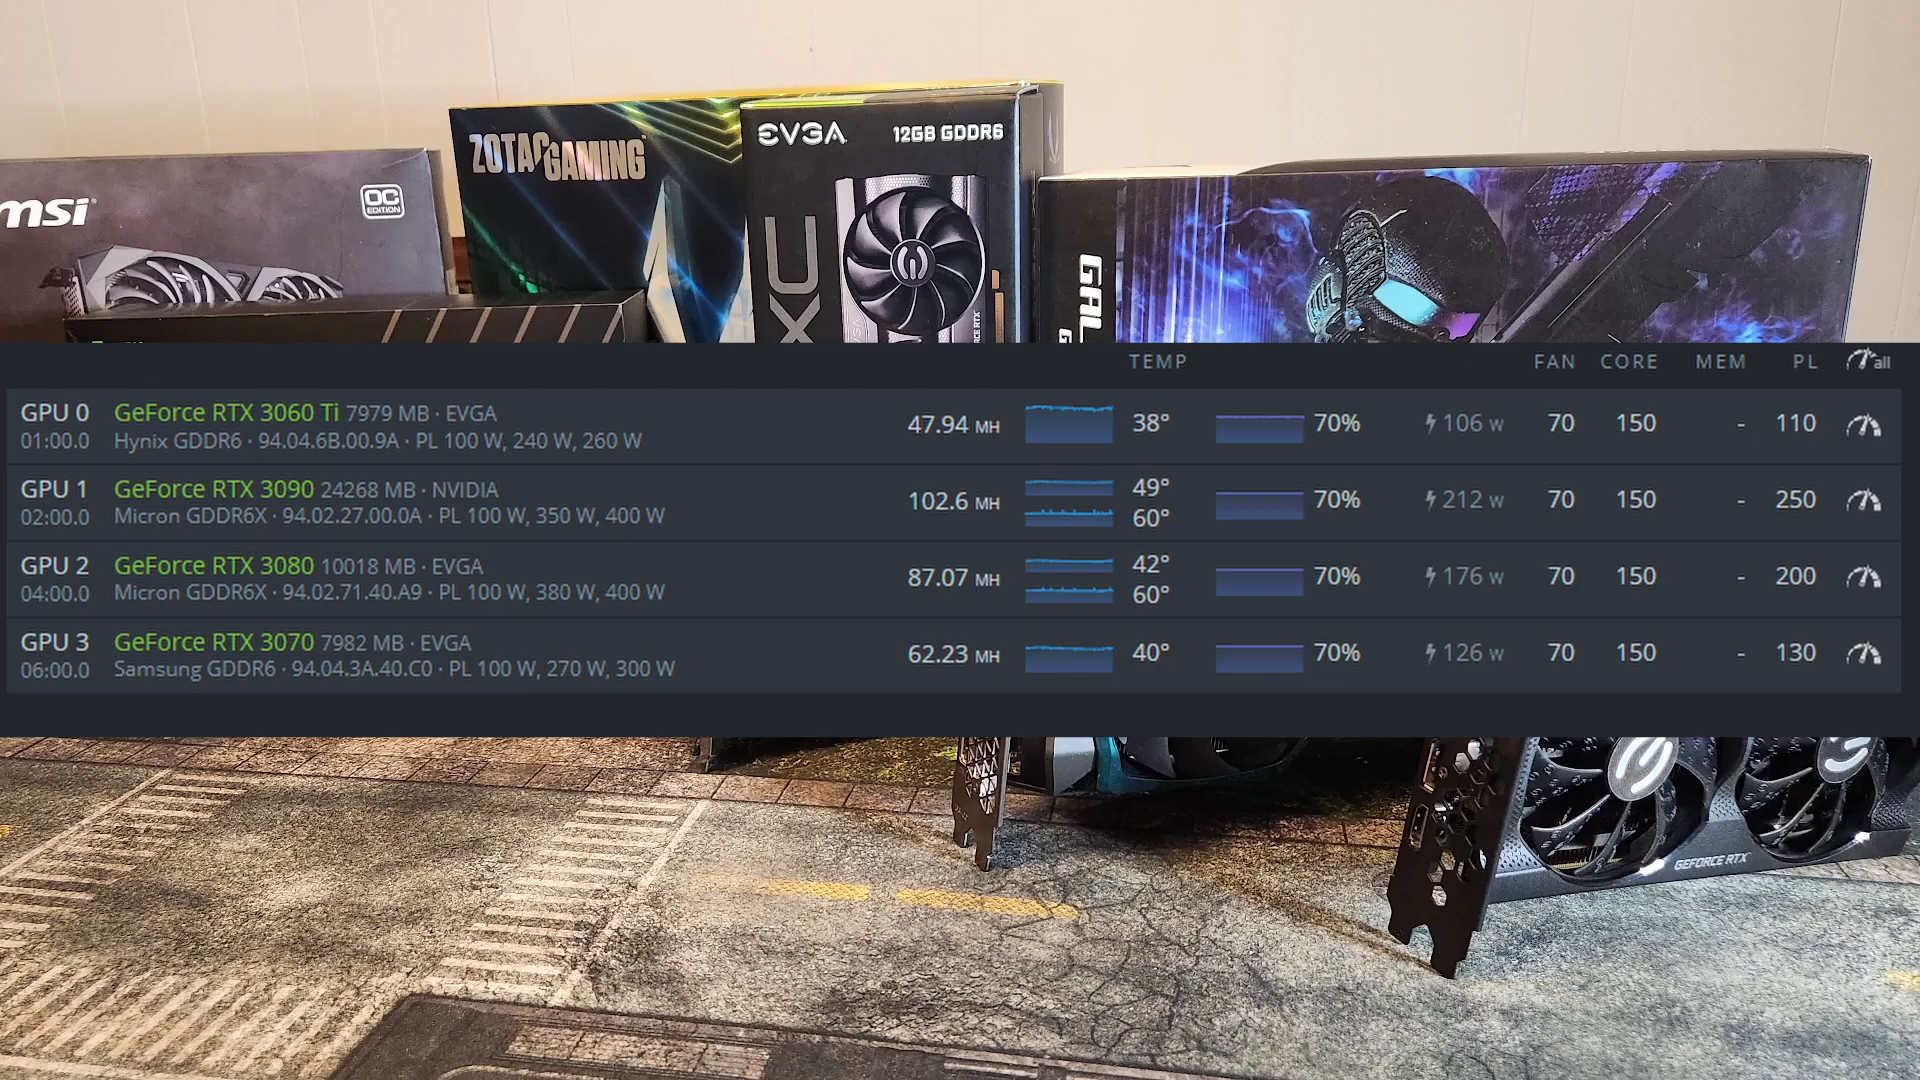 msi
OC
EDITION
ZOTAC GAMING
EVGA
12GB GDDR6
XC
GAL
G
TEMP FAN CORE MEM PL all
GPU 0 GeForce RTX 3060 Ti 7979 MB · EVGA 47.94 MH 38° 70% 106 w 70 150 - 110
01:00.0 Hynix GDDR6 · 94.04.6B.00.9A · PL 100 W, 240 W, 260 W
GPU 1 GeForce RTX 3090 24268 MB · NVIDIA 102.6 MH 49° 70% 212 w 70 150 - 250
02:00.0 Micron GDDR6X · 94.02.27.00.0A · PL 100 W, 350 W, 400 W 60°
GPU 2 GeForce RTX 3080 10018 MB · EVGA 87.07 MH 42° 70% 176 w 70 150 - 200
04:00.0 Micron GDDR6X · 94.02.71.40.A9 · PL 100 W, 380 W, 400 W 60°
GPU 3 GeForce RTX 3070 7982 MB · EVGA 62.23 MH 40° 70% 126 w 70 150 - 130
06:00.0 Samsung GDDR6 · 94.04.3A.40.C0 · PL 100 W, 270 W, 300 W
GEFORCE RTX